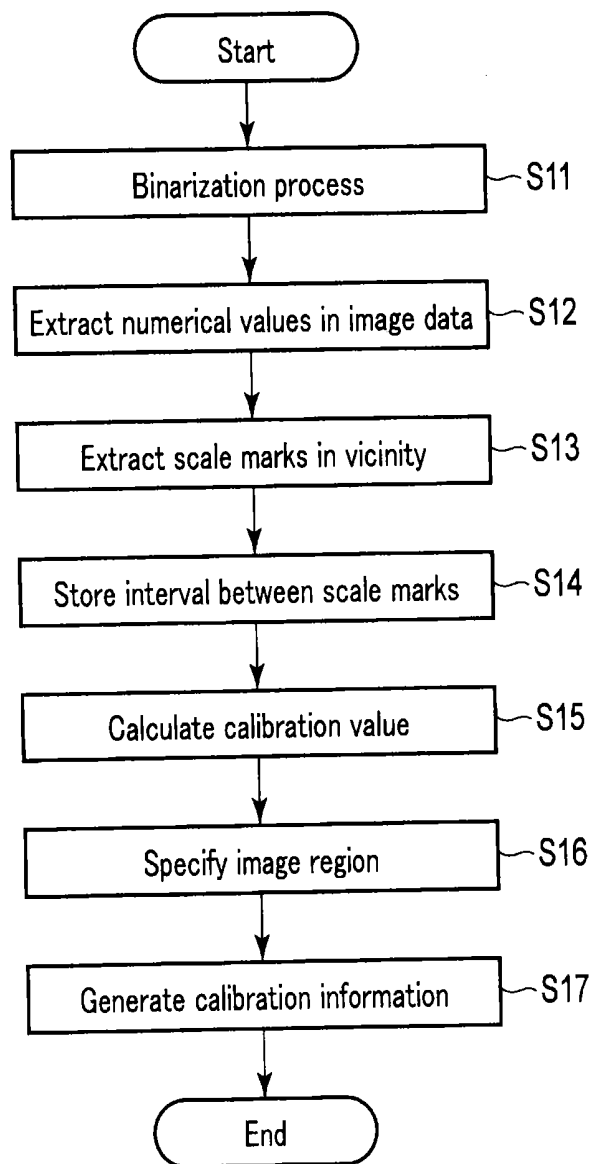 Start
Binarization process
S11
Extract numerical values in image data
S12
Extract scale marks in vicinity
S13
Store interval between scale marks
S14
Calculate calibration value
S15
Specify image region
S16
Generate calibration information
S17
End